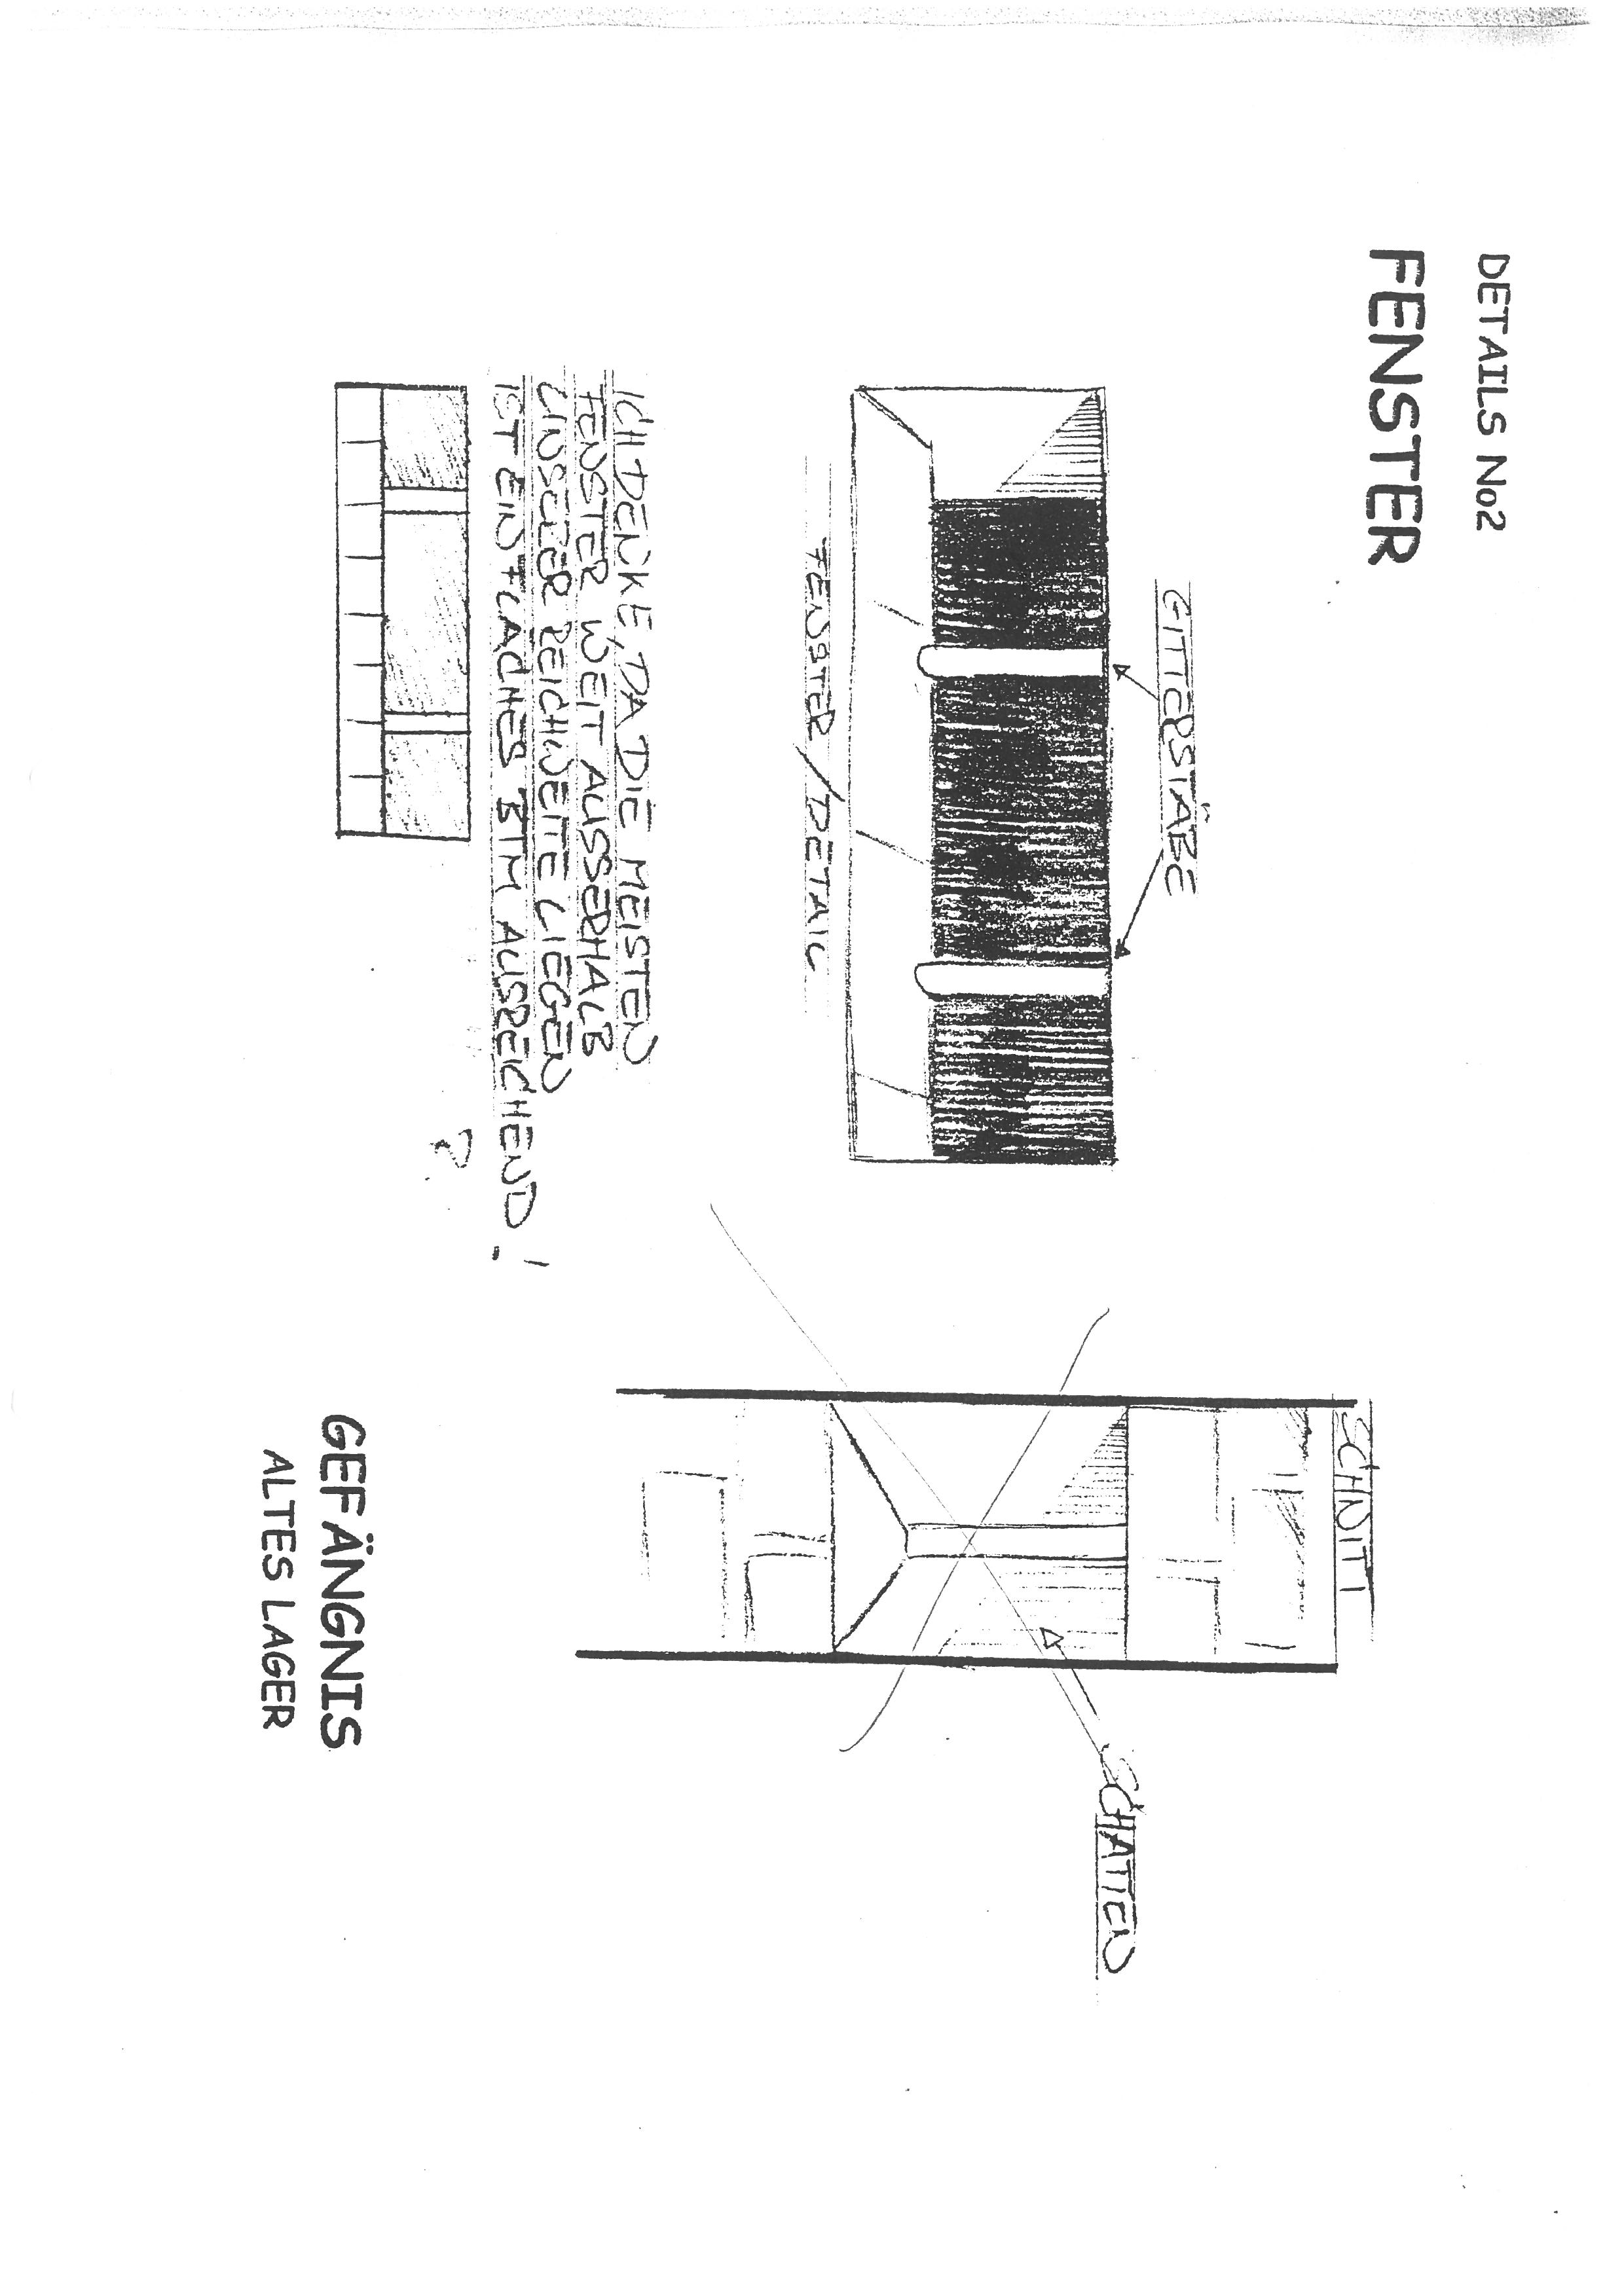 DETAILS No2
FENSTER
GITTERSTÄBE
FENSTER / DETAIL
ICH DENKE, DA DIE MEISTEN
FENSTER WEIT AUSSERHALB
UNSERER REICHWEITE LIEGEN
IST EIN FLACHES BTM AUSREICHEND!
?
SCHNITT
SCHATTEN
GEFÄNGNIS
ALTES LAGER